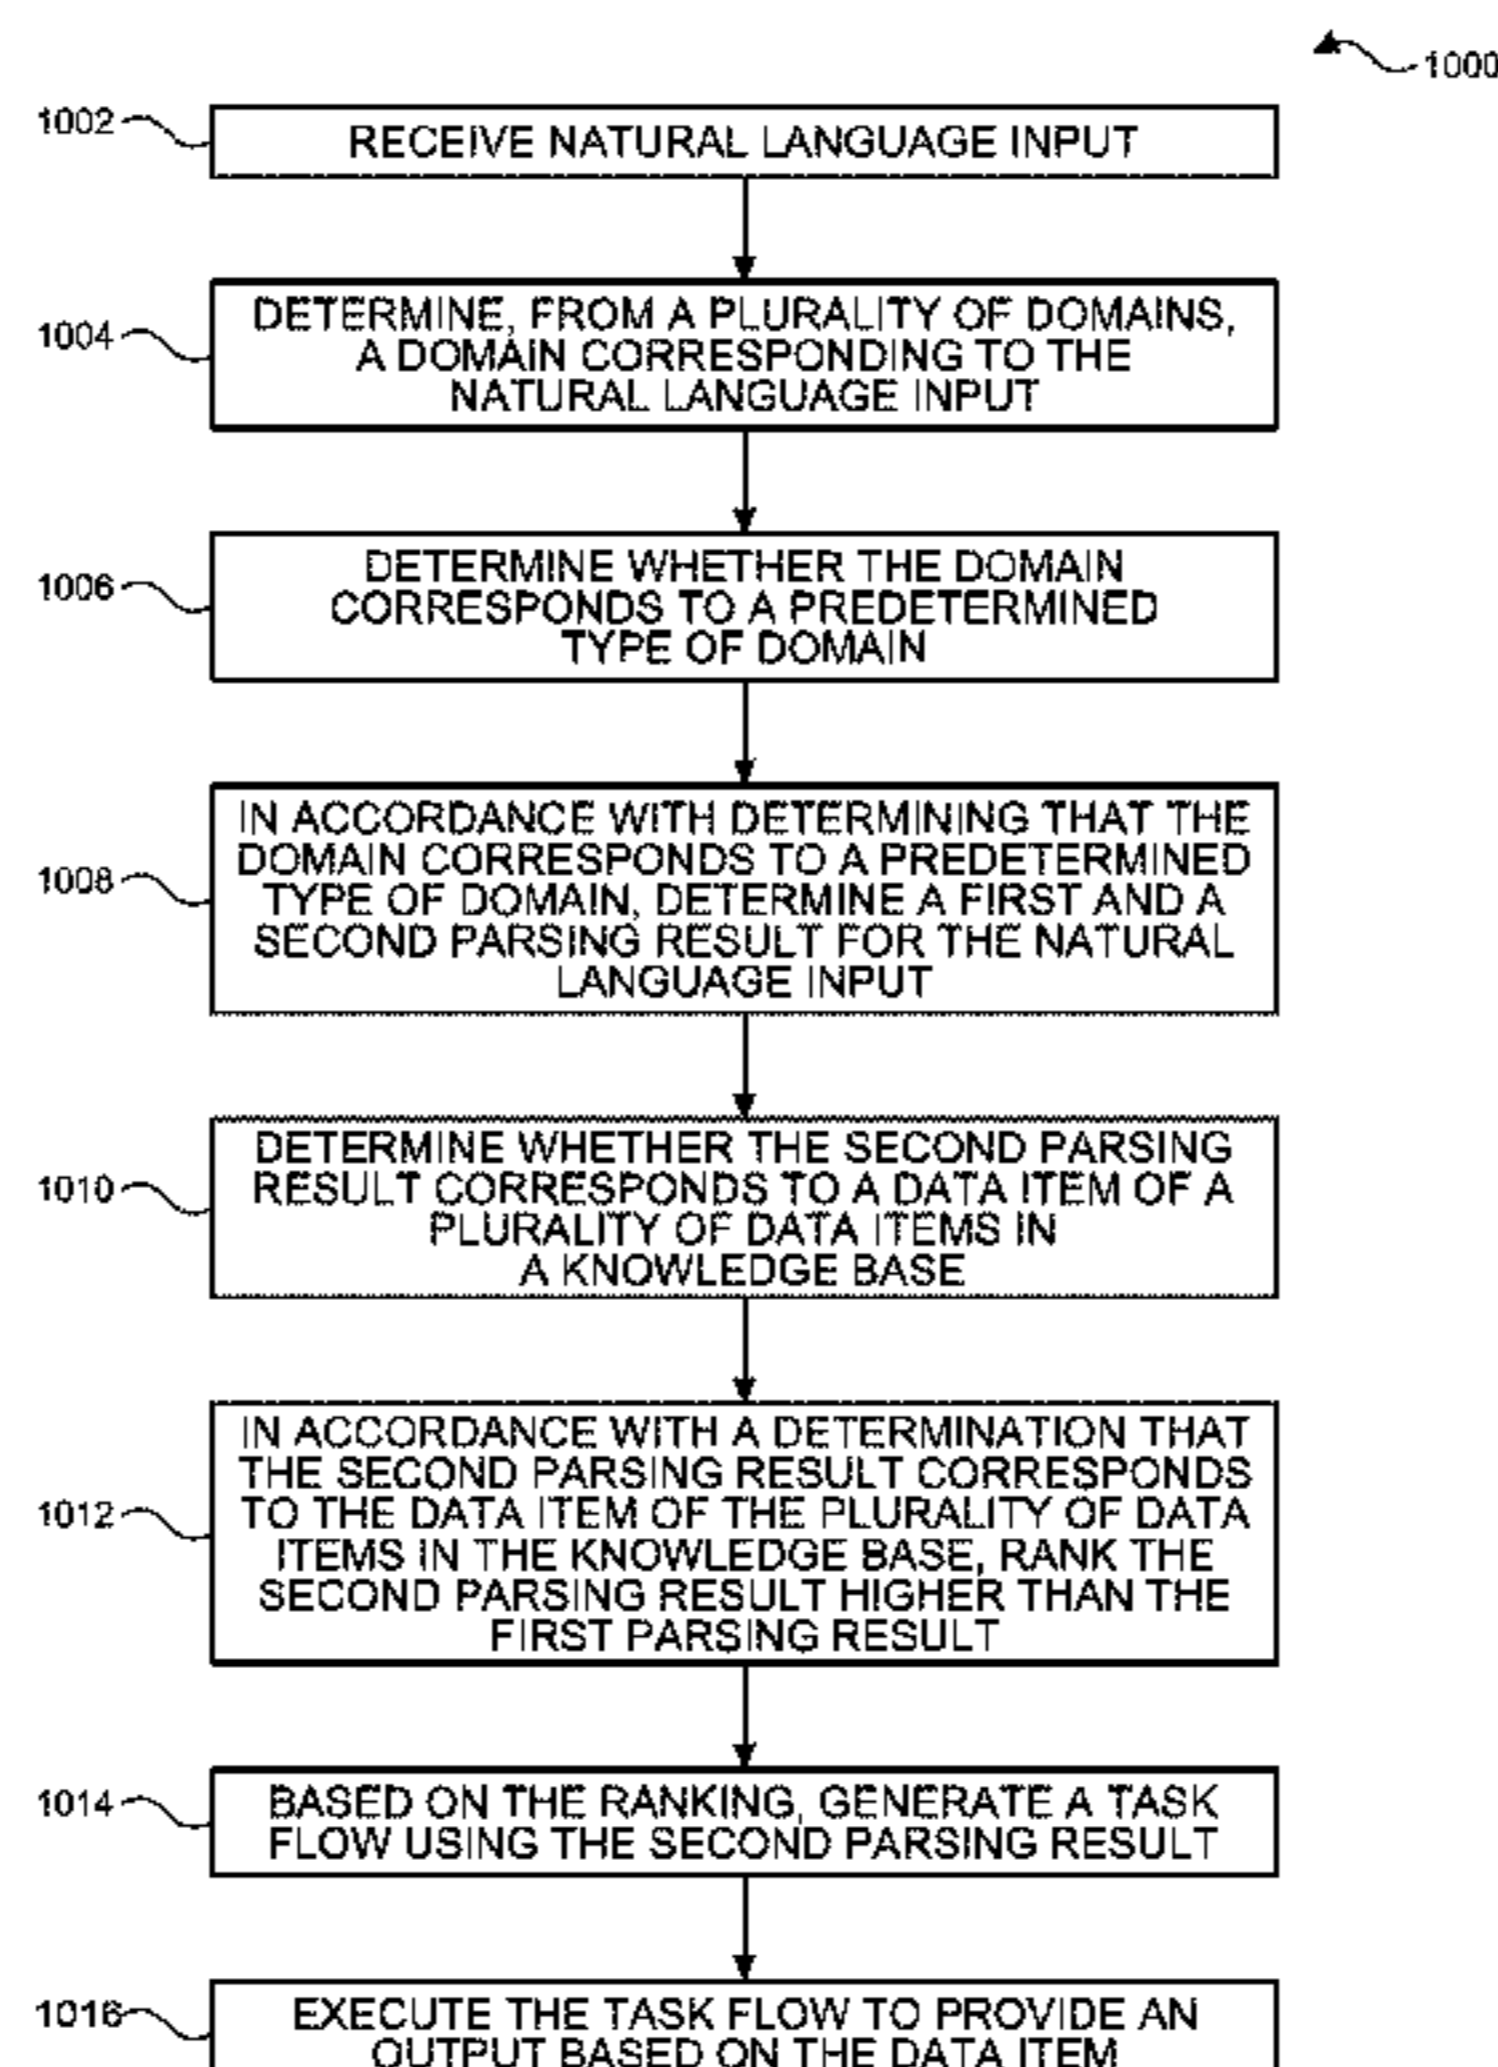 1000
1002
RECEIVE NATURAL LANGUAGE INPUT
1004
DETERMINE, FROM A PLURALITY OF DOMAINS,
A DOMAIN CORRESPONDING TO THE
NATURAL LANGUAGE INPUT
1006
DETERMINE WHETHER THE DOMAIN
CORRESPONDS TO A PREDETERMINED
TYPE OF DOMAIN
1008
IN ACCORDANCE WITH DETERMINING THAT THE
DOMAIN CORRESPONDS TO A PREDETERMINED
TYPE OF DOMAIN, DETERMINE A FIRST AND A
SECOND PARSING RESULT FOR THE NATURAL
LANGUAGE INPUT
1010
DETERMINE WHETHER THE SECOND PARSING
RESULT CORRESPONDS TO A DATA ITEM OF A
PLURALITY OF DATA ITEMS IN
A KNOWLEDGE BASE
1012
IN ACCORDANCE WITH A DETERMINATION THAT
THE SECOND PARSING RESULT CORRESPONDS
TO THE DATA ITEM OF THE PLURALITY OF DATA
ITEMS IN THE KNOWLEDGE BASE, RANK THE
SECOND PARSING RESULT HIGHER THAN THE
FIRST PARSING RESULT
1014
BASED ON THE RANKING, GENERATE A TASK
FLOW USING THE SECOND PARSING RESULT
1016
EXECUTE THE TASK FLOW TO PROVIDE AN
OUTPUT BASED ON THE DATA ITEM